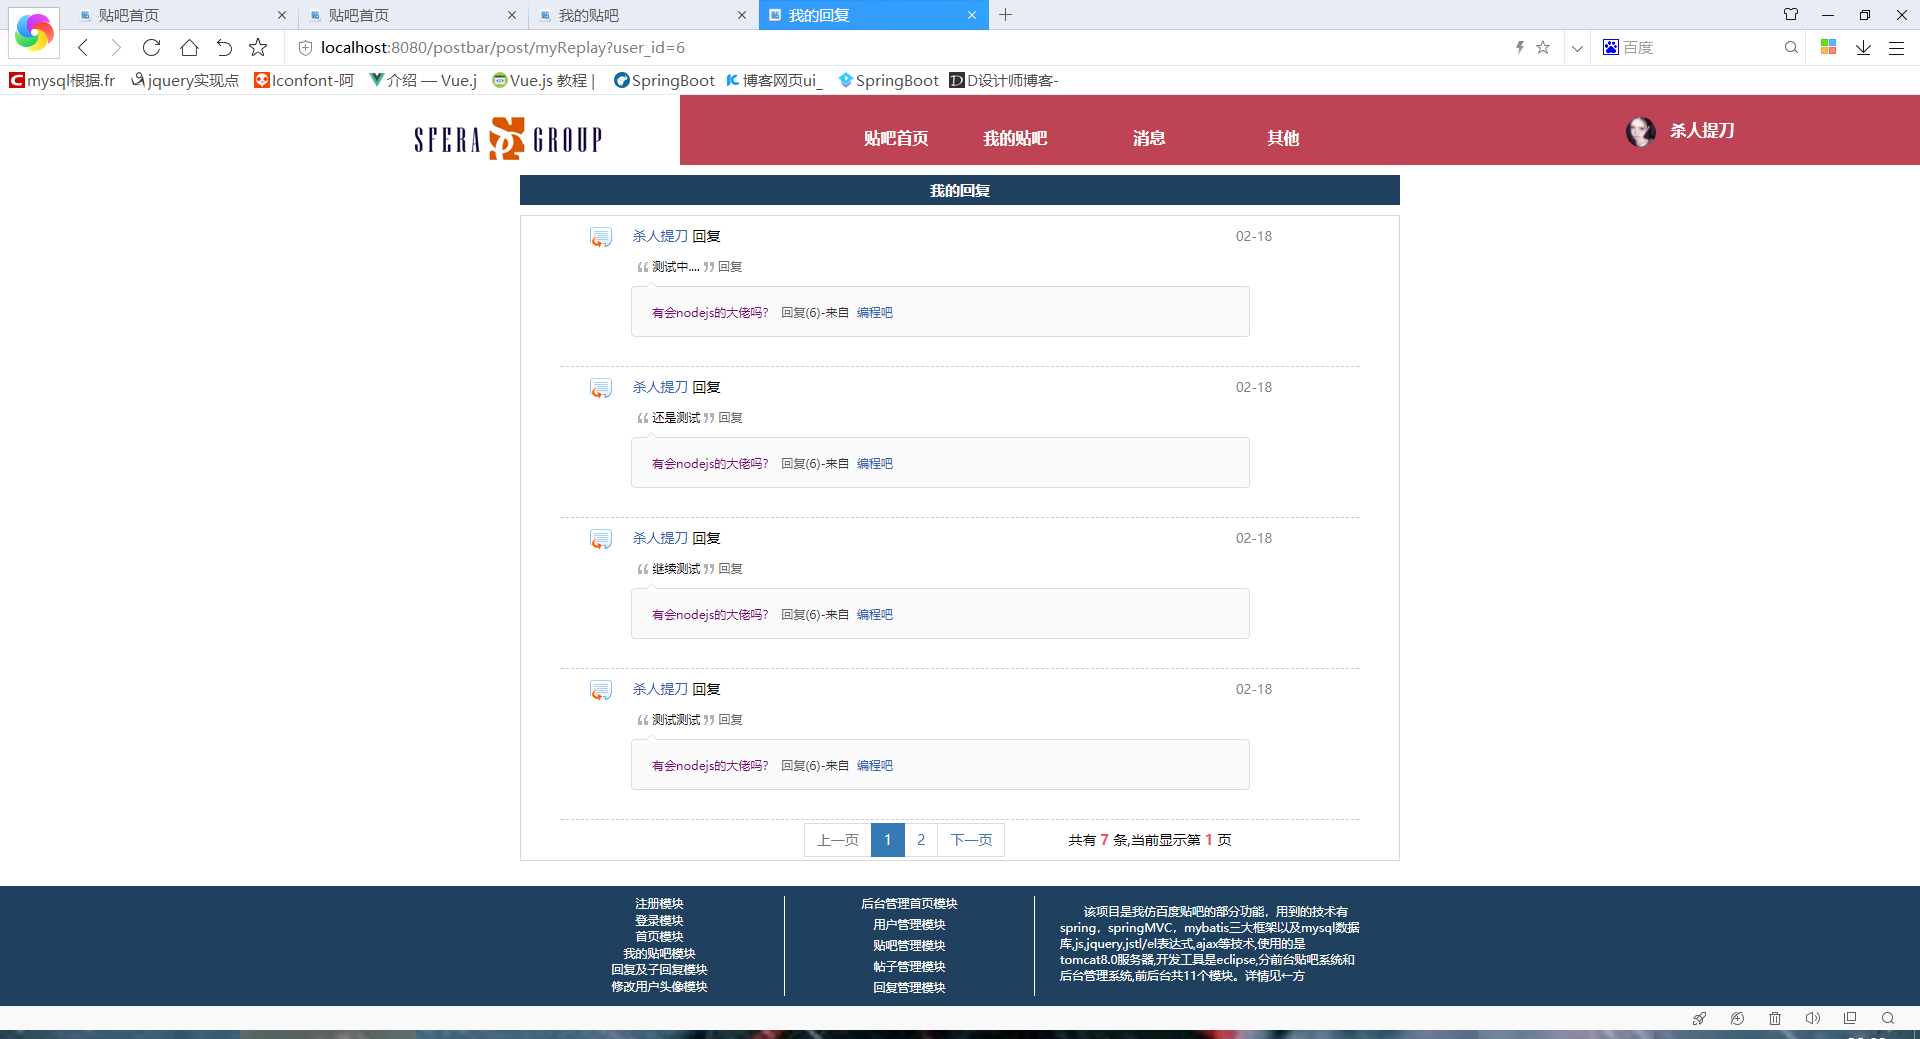 贴吧首页
贴吧首页
我的贴吧
我的回复
localhost:8080/postbar/post/myReplay?user_id=6
百度
mysql根据.fr
jquery实现点
Iconfont-阿
介绍 — Vue.j
Vue.js 教程 |
SpringBoot
博客网页ui_
SpringBoot
D设计师博客-
SFERA GROUP
贴吧首页
我的贴吧
消息
其他
杀人提刀
我的回复
杀人提刀 回复
02-18
“ 测试中.... ” 回复
有会nodejs的大佬吗? 回复(6)-来自 编程吧
杀人提刀 回复
02-18
“ 还是测试 ” 回复
有会nodejs的大佬吗? 回复(6)-来自 编程吧
杀人提刀 回复
02-18
“ 继续测试 ” 回复
有会nodejs的大佬吗? 回复(6)-来自 编程吧
杀人提刀 回复
02-18
“ 测试测试 ” 回复
有会nodejs的大佬吗? 回复(6)-来自 编程吧
上一页 1 2 下一页
共有 7 条,当前显示第 1 页
注册模块
登录模块
首页模块
我的贴吧模块
回复及子回复模块
修改用户头像模块
后台管理首页模块
用户管理模块
贴吧管理模块
帖子管理模块
回复管理模块
该项目是我仿百度贴吧的部分功能，用到的技术有
spring，springMVC，mybatis三大框架以及mysql数据
库,js,jquery,jstl/el表达式,ajax等技术,使用的是
tomcat8.0服务器,开发工具是eclipse,分前台贴吧系统和
后台管理系统,前后台共11个模块。详情见←方